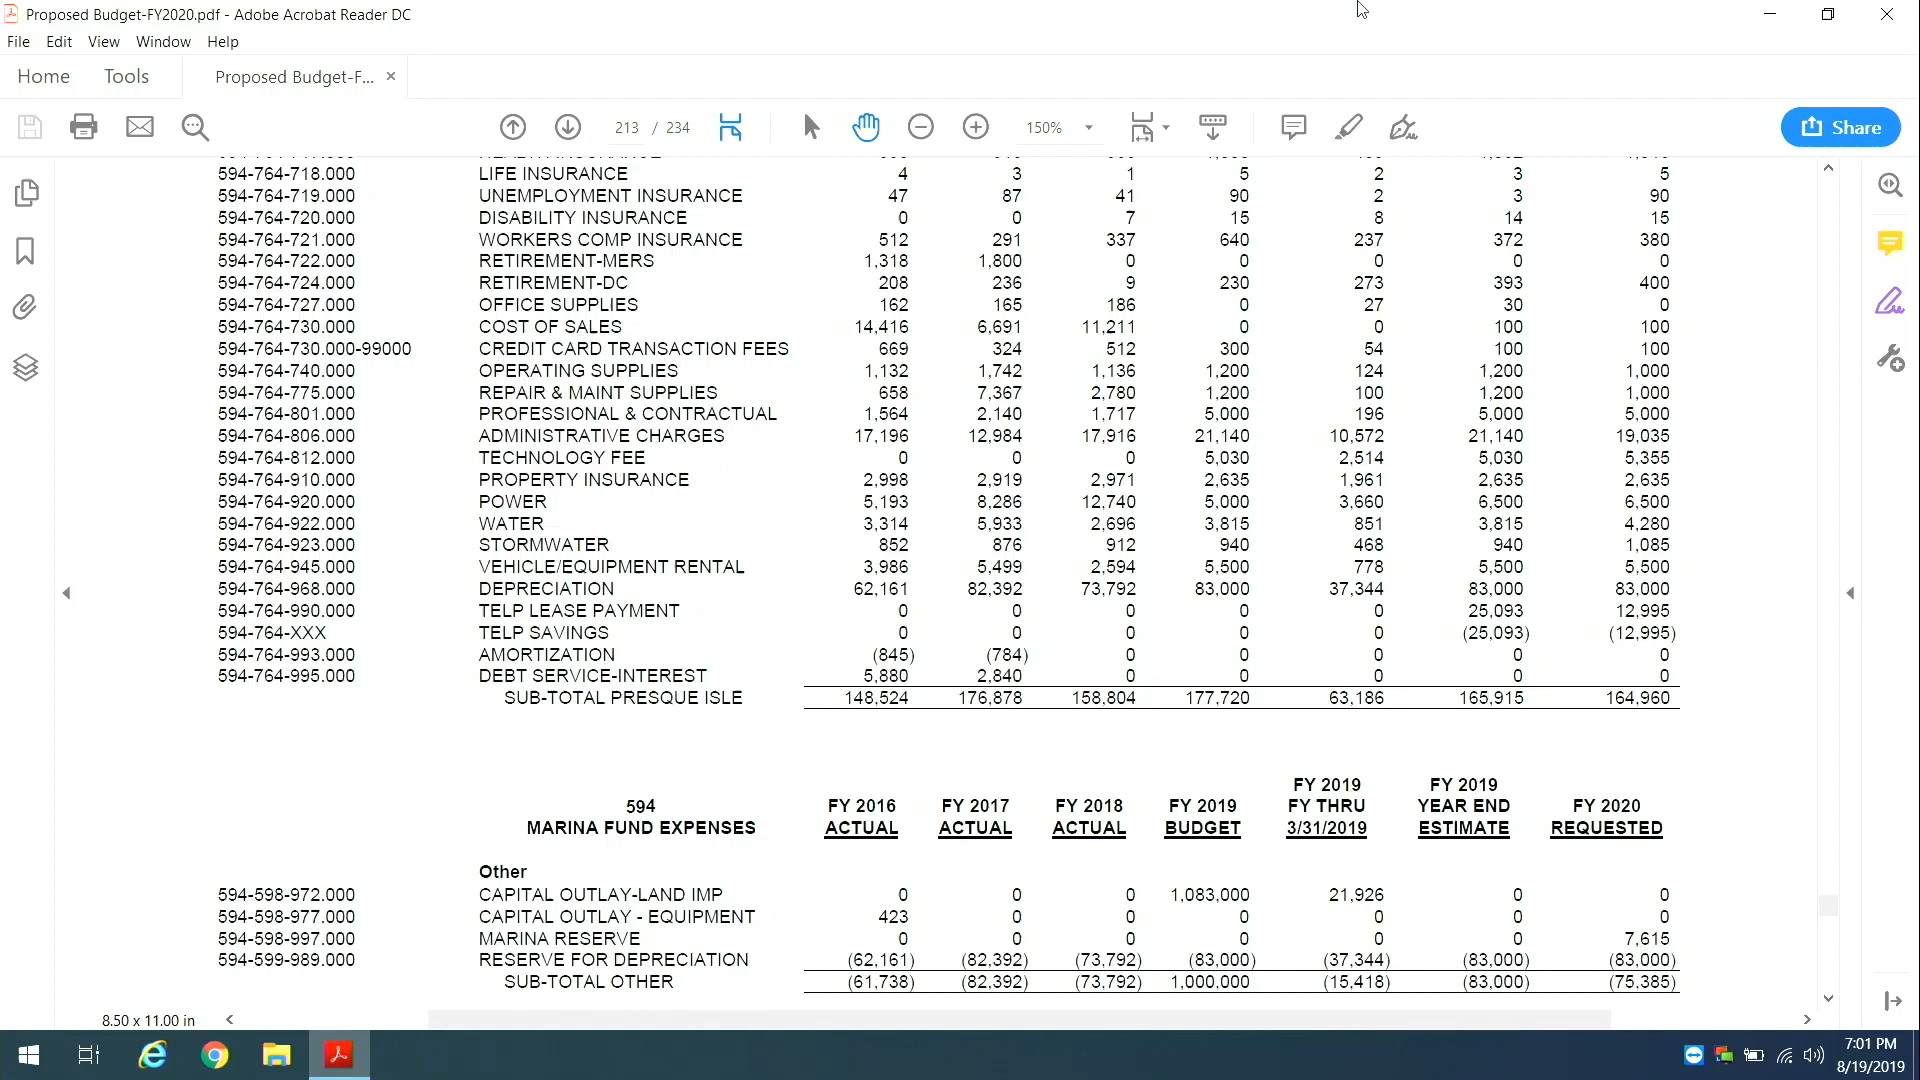 Proposed Budget-FY2020.pdf - Adobe Acrobat Reader DC
File Edit View Window Help
Home Tools Proposed Budget-F... ×
213 / 234 150% Share
594-764-718.000 LIFE INSURANCE 4 3 1 5 2 3 5
594-764-719.000 UNEMPLOYMENT INSURANCE 47 87 41 90 2 3 90
594-764-720.000 DISABILITY INSURANCE 0 0 7 15 8 14 15
594-764-721.000 WORKERS COMP INSURANCE 512 291 337 640 237 372 380
594-764-722.000 RETIREMENT-MERS 1,318 1,800 0 0 0 0 0
594-764-724.000 RETIREMENT-DC 208 236 9 230 273 393 400
594-764-727.000 OFFICE SUPPLIES 162 165 186 0 27 30 0
594-764-730.000 COST OF SALES 14,416 6,691 11,211 0 0 100 100
594-764-730.000-99000 CREDIT CARD TRANSACTION FEES 669 324 512 300 54 100 100
594-764-740.000 OPERATING SUPPLIES 1,132 1,742 1,136 1,200 124 1,200 1,000
594-764-775.000 REPAIR & MAINT SUPPLIES 658 7,367 2,780 1,200 100 1,200 1,000
594-764-801.000 PROFESSIONAL & CONTRACTUAL 1,564 2,140 1,717 5,000 196 5,000 5,000
594-764-806.000 ADMINISTRATIVE CHARGES 17,196 12,984 17,916 21,140 10,572 21,140 19,035
594-764-812.000 TECHNOLOGY FEE 0 0 0 5,030 2,514 5,030 5,355
594-764-910.000 PROPERTY INSURANCE 2,998 2,919 2,971 2,635 1,961 2,635 2,635
594-764-920.000 POWER 5,193 8,286 12,740 5,000 3,660 6,500 6,500
594-764-922.000 WATER 3,314 5,933 2,696 3,815 851 3,815 4,280
594-764-923.000 STORMWATER 852 876 912 940 468 940 1,085
594-764-945.000 VEHICLE/EQUIPMENT RENTAL 3,986 5,499 2,594 5,500 778 5,500 5,500
594-764-968.000 DEPRECIATION 62,161 82,392 73,792 83,000 37,344 83,000 83,000
594-764-990.000 TELP LEASE PAYMENT 0 0 0 0 0 25,093 12,995
594-764-XXX TELP SAVINGS 0 0 0 0 0 (25,093) (12,995)
594-764-993.000 AMORTIZATION (845) (784) 0 0 0 0 0
594-764-995.000 DEBT SERVICE-INTEREST 5,880 2,840 0 0 0 0 0
SUB-TOTAL PRESQUE ISLE 148,524 176,878 158,804 177,720 63,186 165,915 164,960
FY 2019 FY 2019
594 FY 2016 FY 2017 FY 2018 FY 2019 FY THRU YEAR END FY 2020
MARINA FUND EXPENSES ACTUAL ACTUAL ACTUAL BUDGET 3/31/2019 ESTIMATE REQUESTED
Other
594-598-972.000 CAPITAL OUTLAY-LAND IMP 0 0 0 1,083,000 21,926 0 0
594-598-977.000 CAPITAL OUTLAY - EQUIPMENT 423 0 0 0 0 0 0
594-598-997.000 MARINA RESERVE 0 0 0 0 0 0 7,615
594-599-989.000 RESERVE FOR DEPRECIATION (62,161) (82,392) (73,792) (83,000) (37,344) (83,000) (83,000)
SUB-TOTAL OTHER (61,738) (82,392) (73,792) 1,000,000 (15,418) (83,000) (75,385)
8.50 x 11.00 in
7:01 PM
8/19/2019